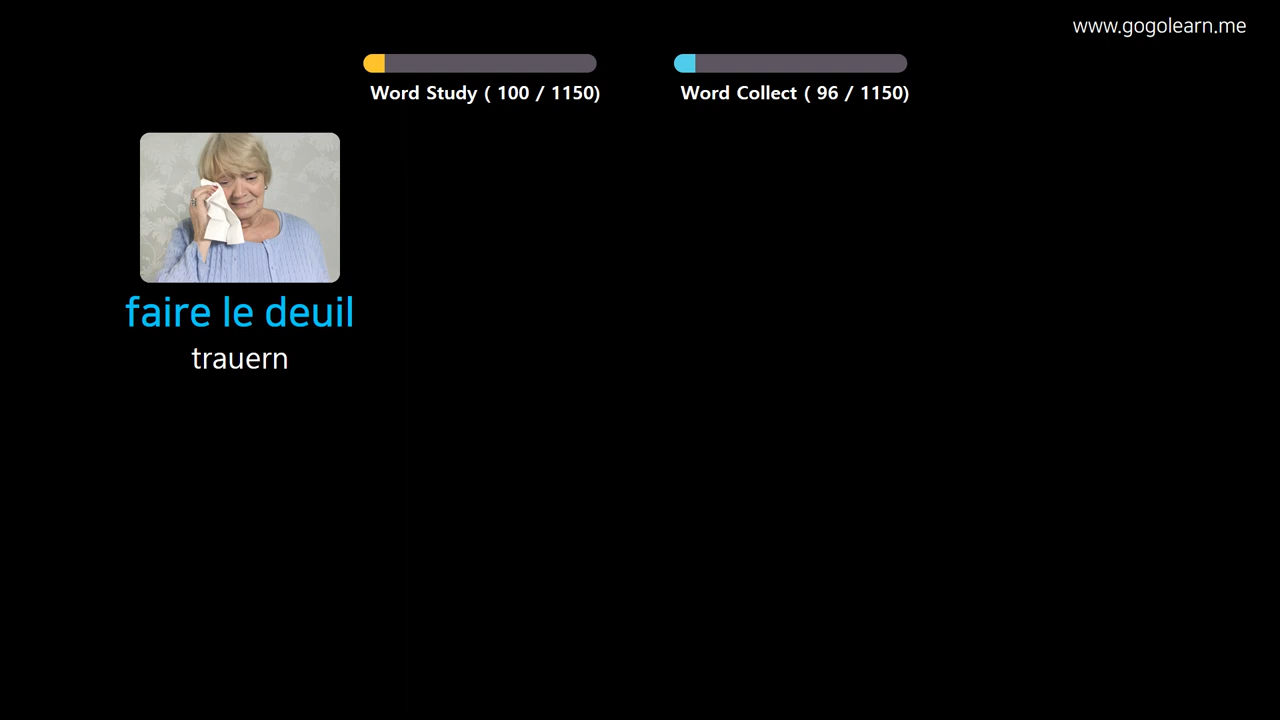 www.gogolearn.me
Word Study ( 100 / 1150)
Word Collect ( 96 / 1150)
faire le deuil
trauern